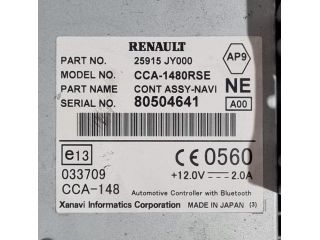 RENAULT
PART NO. 25915 JY000
MODEL NO. CCA-1480RSE
PART NAME CONT ASSY-NAVI
SERIAL NO. 80504641
AP9
NE
A00
e13
033709
CCA-148
CE 0560
+12.0V 2.0A
Automotive Controller with Bluetooth
Xanavi Informatics Corporation MADE IN JAPAN (3)